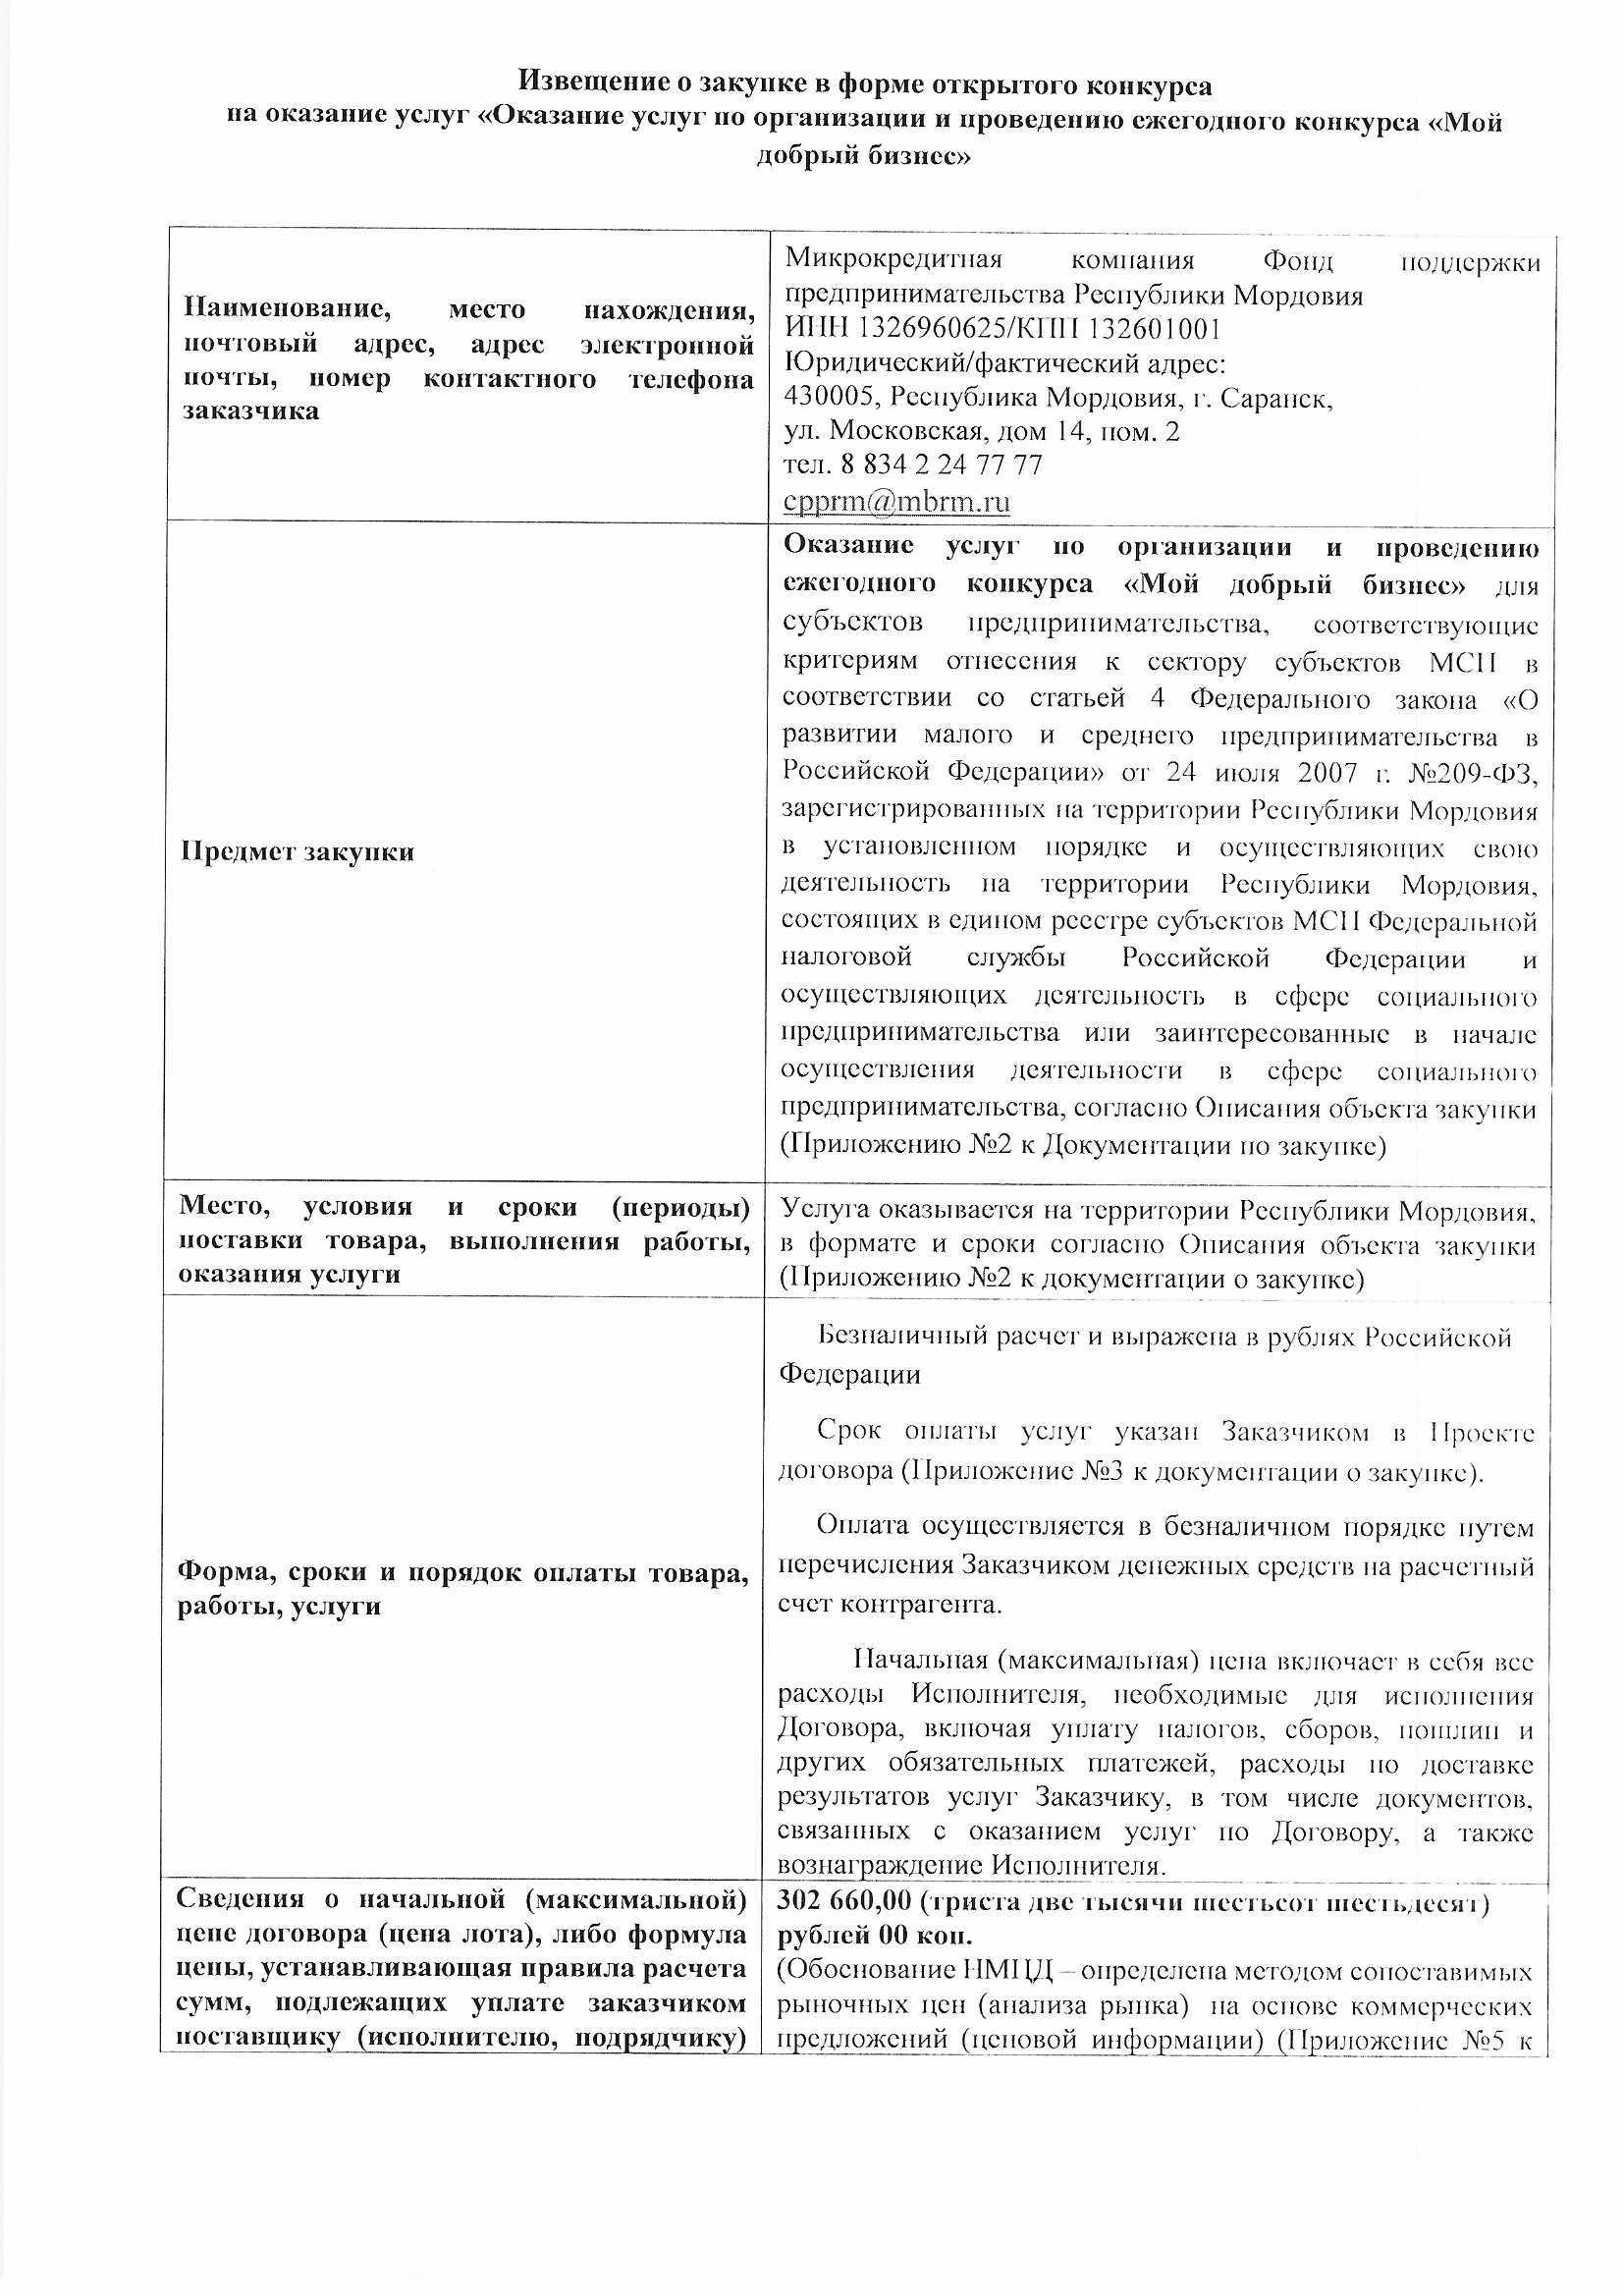 Извещение о закупке в форме открытого конкурса
на оказание услуг «Оказание услуг по организации и проведению ежегодного конкурса «Мой
добрый бизнес»
Наименование, место нахождения,
почтовый адрес, адрес электронной
почты, номер контактного телефона
заказчика
Микрокредитная компания Фонд поддержки
предпринимательства Республики Мордовия
ИНН 1326960625/КПП 132601001
Юридический/фактический адрес:
430005, Республика Мордовия, г. Саранск,
ул. Московская, дом 14, пом. 2
тел. 8 834 2 24 77 77
cpprm@mbrm.ru
Предмет закупки
Оказание услуг по организации и проведению
ежегодного конкурса «Мой добрый бизнес» для
субъектов предпринимательства, соответствующие
критериям отнесения к сектору субъектов МСП в
соответствии со статьей 4 Федерального закона «О
развитии малого и среднего предпринимательства в
Российской Федерации» от 24 июля 2007 г. №209-ФЗ,
зарегистрированных на территории Республики Мордовия
в установленном порядке и осуществляющих свою
деятельность на территории Республики Мордовия,
состоящих в едином реестре субъектов МСП Федеральной
налоговой службы Российской Федерации и
осуществляющих деятельность в сфере социального
предпринимательства или заинтересованные в начале
осуществления деятельности в сфере социального
предпринимательства, согласно Описания объекта закупки
(Приложению №2 к Документации по закупке)
Место, условия и сроки (периоды)
поставки товара, выполнения работы,
оказания услуги
Услуга оказывается на территории Республики Мордовия,
в формате и сроки согласно Описания объекта закупки
(Приложению №2 к документации о закупке)
Форма, сроки и порядок оплаты товара,
работы, услуги
Безналичный расчет и выражена в рублях Российской
Федерации
Срок оплаты услуг указан Заказчиком в Проекте
договора (Приложение №3 к документации о закупке).
Оплата осуществляется в безналичном порядке путем
перечисления Заказчиком денежных средств на расчетный
счет контрагента.
Начальная (максимальная) цена включает в себя все
расходы Исполнителя, необходимые для исполнения
Договора, включая уплату налогов, сборов, пошлин и
других обязательных платежей, расходы по доставке
результатов услуг Заказчику, в том числе документов,
связанных с оказанием услуг по Договору, а также
вознаграждение Исполнителя.
Сведения о начальной (максимальной)
цене договора (цена лота), либо формула
цены, устанавливающая правила расчета
сумм, подлежащих уплате заказчиком
поставщику (исполнителю, подрядчику)
302 660,00 (триста две тысячи шестьсот шестьдесят)
рублей 00 коп.
(Обоснование НМЦД – определена методом сопоставимых
рыночных цен (анализа рынка) на основе коммерческих
предложений (ценовой информации) (Приложение №5 к